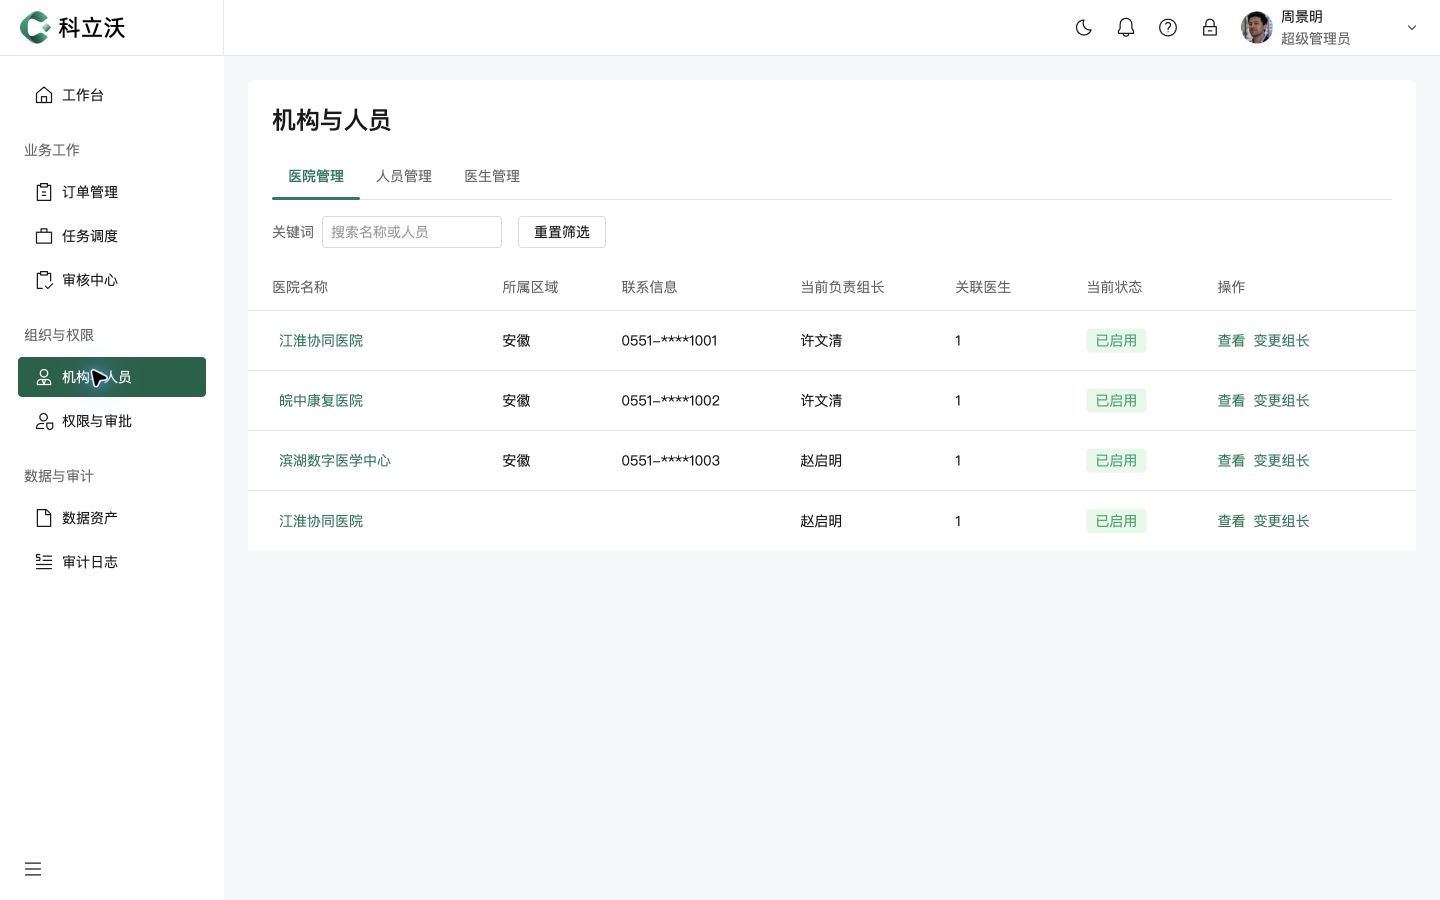 科立沃
周景明
超级管理员
工作台
业务工作
订单管理
任务调度
审核中心
组织与权限
机构与人员
权限与审批
数据与审计
数据资产
审计日志
机构与人员
医院管理 人员管理 医生管理
关键词 搜索名称或人员 重置筛选
医院名称 所属区域 联系信息 当前负责组长 关联医生 当前状态 操作
江淮协同医院 安徽 0551-****1001 许文清 1 已启用 查看 变更组长
皖中康复医院 安徽 0551-****1002 许文清 1 已启用 查看 变更组长
滨湖数字医学中心 安徽 0551-****1003 赵启明 1 已启用 查看 变更组长
江淮协同医院 赵启明 1 已启用 查看 变更组长